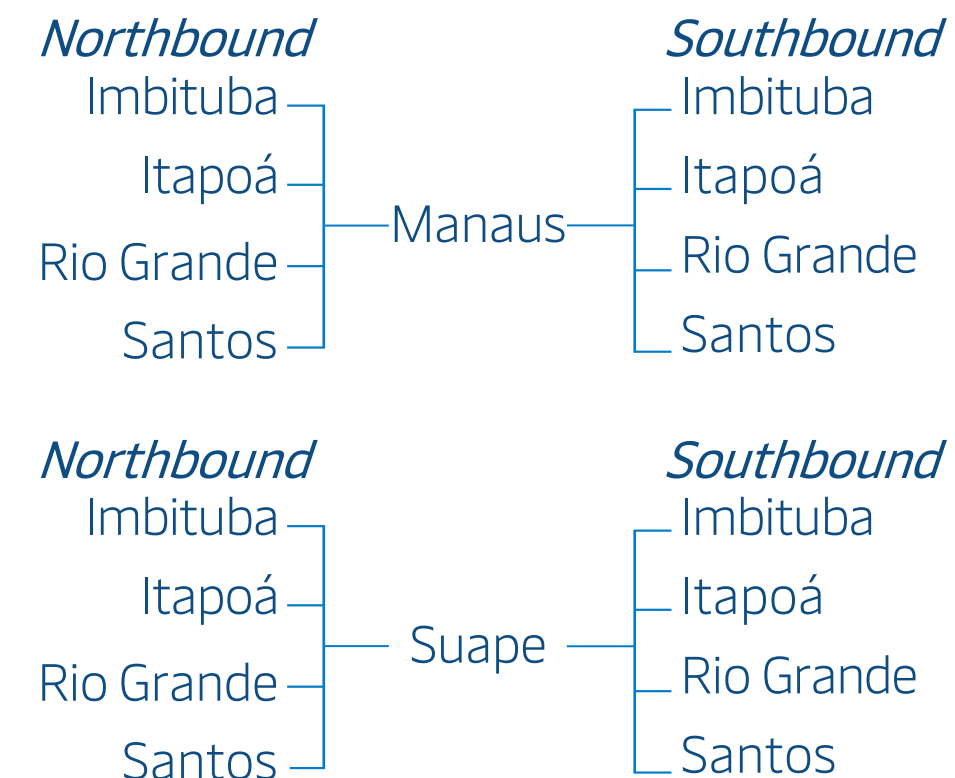 Northbound Southbound
Imbituba Imbituba
Itapoá Itapoá
Manaus
Rio Grande Rio Grande
Santos Santos
Northbound Southbound
Imbituba Imbituba
Itapoá Itapoá
Suape
Rio Grande Rio Grande
Santos Santos